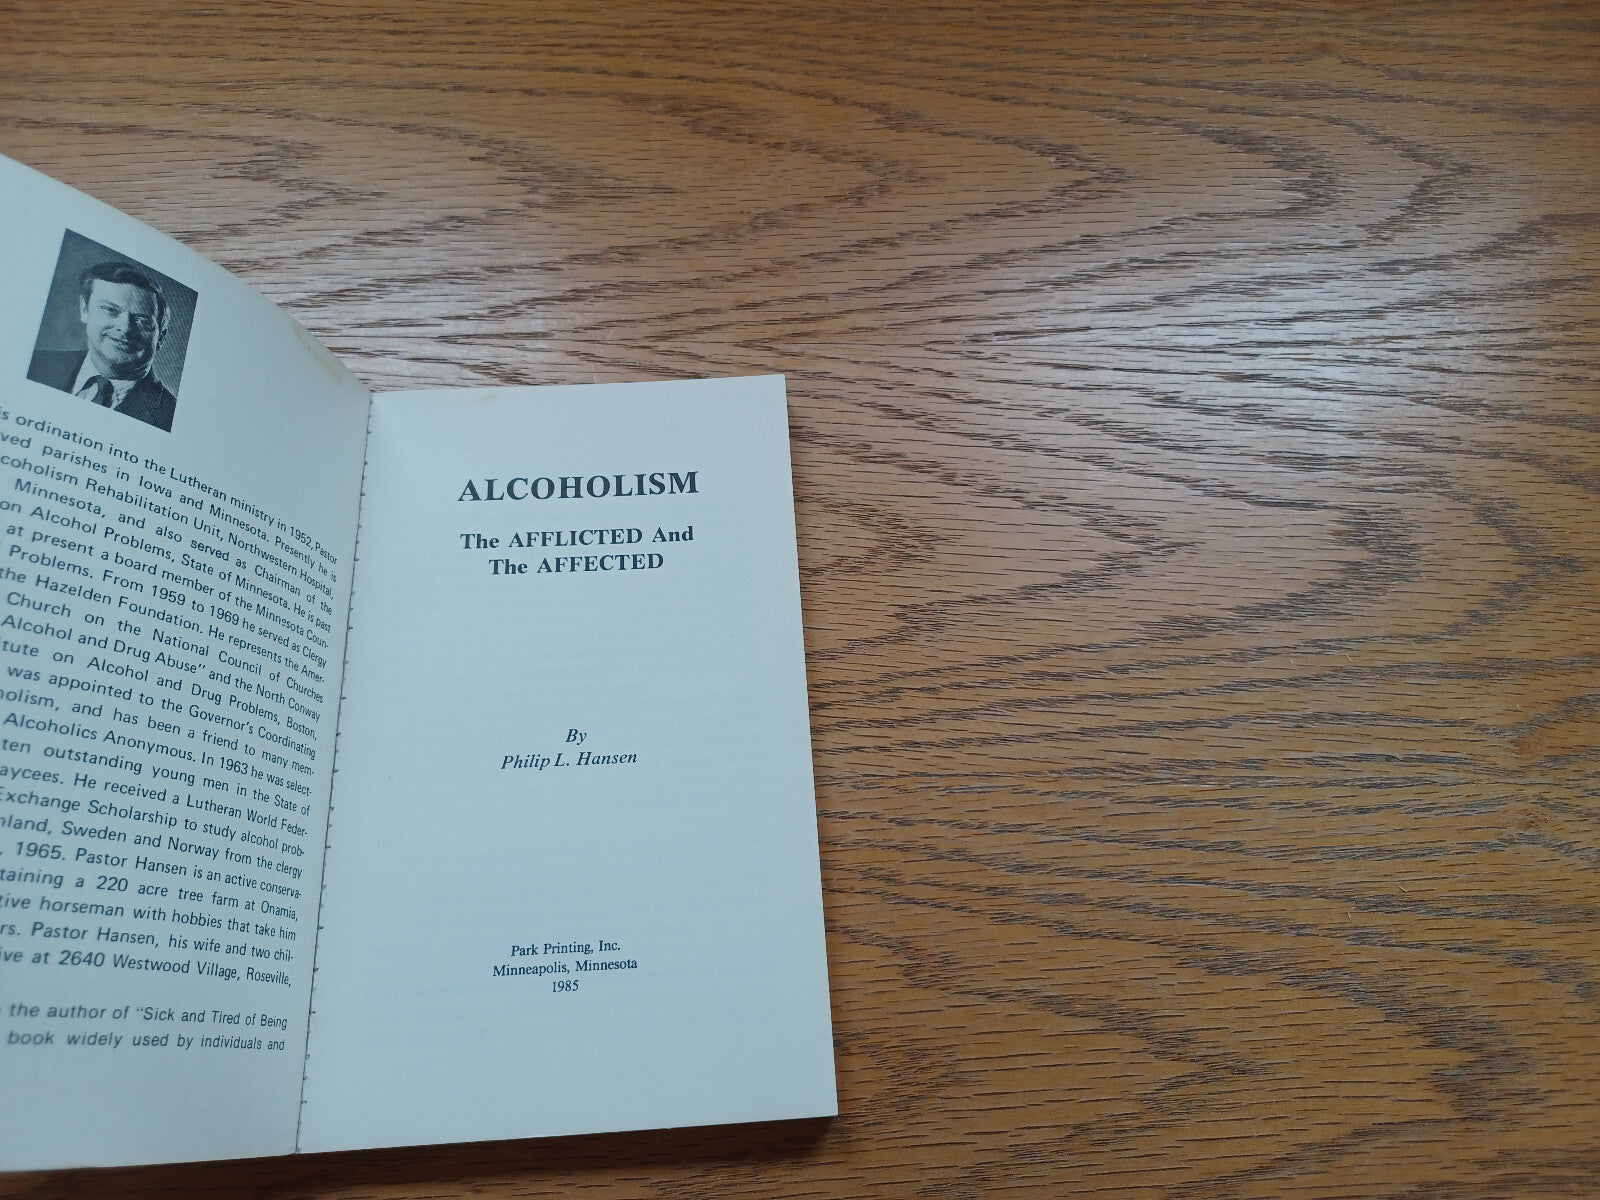 is ordination into the Lutheran ministry in 1952, Pastor
ved parishes in Iowa and Minnesota. Presently he is
coholism Rehabilitation Unit, Northwestern Hospital,
Minnesota, and also served as Chairman of the
on Alcohol Problems, State of Minnesota. He is past
at present a board member of the Minnesota Coun-
Problems. From 1959 to 1969 he served as Clergy
the Hazelden Foundation. He represents the Amer-
Church on the National Council of Churches
Alcohol and Drug Abuse" and the North Conway
tute on Alcohol and Drug Problems, Boston,
was appointed to the Governor's Coordinating
holism, and has been a friend to many mem-
Alcoholics Anonymous. In 1963 he was select-
ten outstanding young men in the State of
aycees. He received a Lutheran World Feder-
Exchange Scholarship to study alcohol prob-
nland, Sweden and Norway from the clergy
, 1965. Pastor Hansen is an active conserva-
taining a 220 acre tree farm at Onamia,
tive horseman with hobbies that take him
rs. Pastor Hansen, his wife and two chil-
ive at 2640 Westwood Village, Roseville,
the author of "Sick and Tired of Being
book widely used by individuals and
ALCOHOLISM
The AFFLICTED And
The AFFECTED
By
Philip L. Hansen
Park Printing, Inc.
Minneapolis, Minnesota
1985